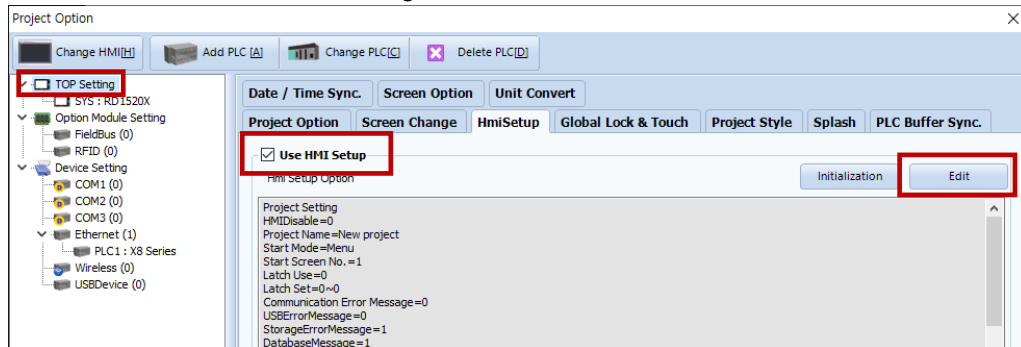 Project Option
Change HMI[H] Add PLC [A] Change PLC[C] Delete PLC[D]
TOP Setting
SYS : RD1520X
Option Module Setting
FieldBus (0)
RFID (0)
Device Setting
COM1 (0)
COM2 (0)
COM3 (0)
Ethernet (1)
PLC1 : X8 Series
Wireless (0)
USBDevice (0)
Date / Time Sync. Screen Option Unit Convert
Project Option Screen Change HmiSetup Global Lock & Touch Project Style Splash PLC Buffer Sync.
Use HMI Setup
Hmi Setup Option Initialization Edit
Project Setting
HMIDisable=0
Project Name=New project
Start Mode=Menu
Start Screen No.=1
Latch Use=0
Latch Set=0~0
Communication Error Message=0
USBErrorMessage=0
StorageErrorMessage=1
DatabaseMessage=1